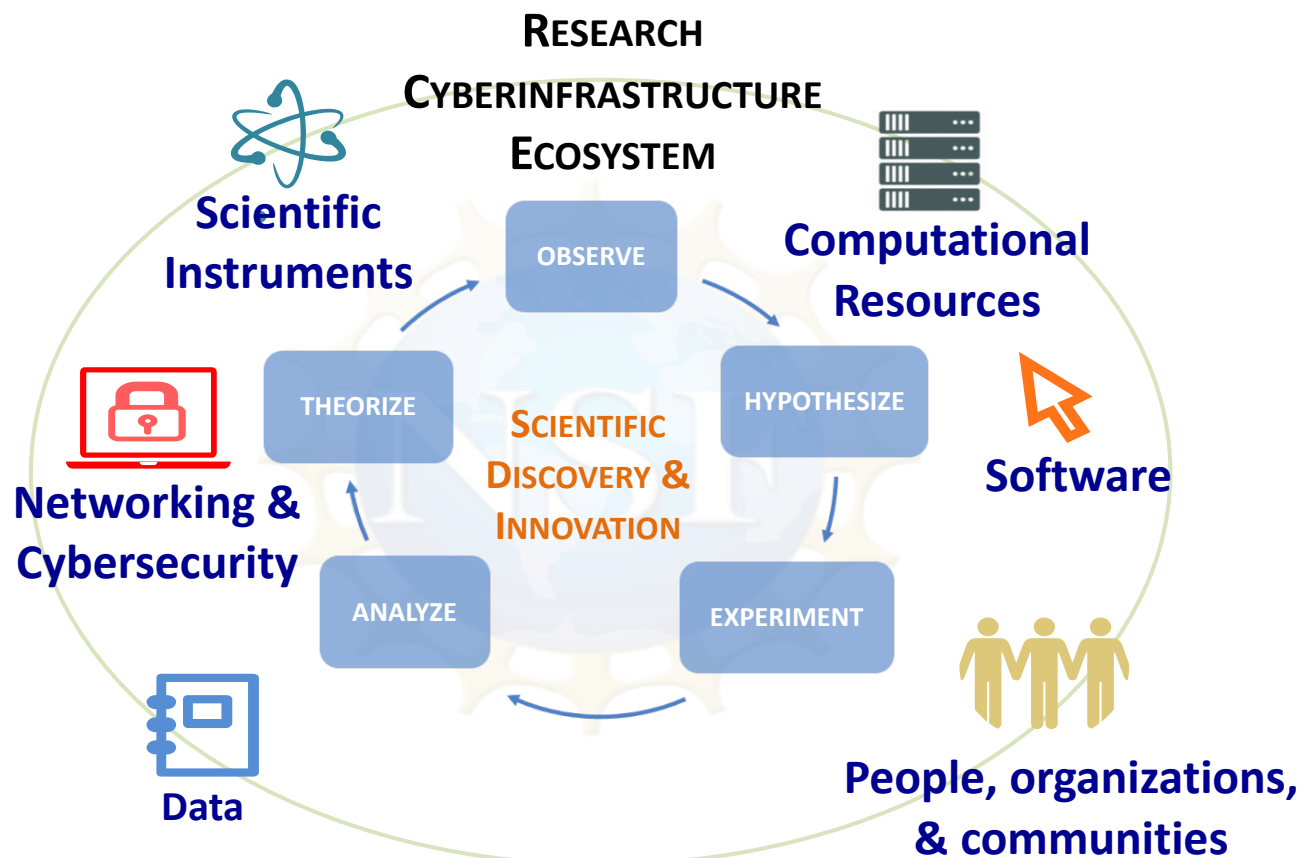 RESEARCH
CYBERINFRASTRUCTURE
ECOSYSTEM
Scientific
Instruments
Computational
Resources
OBSERVE
THEORIZE
HYPOTHESIZE
SCIENTIFIC
DISCOVERY &
INNOVATION
NSF
Networking &
Cybersecurity
Software
ANALYZE
EXPERIMENT
Data
People, organizations,
& communities